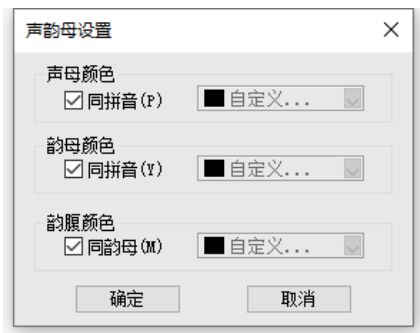 声韵母设置
声母颜色
同拼音(P) 自定义...
韵母颜色
同拼音(Y) 自定义...
韵腹颜色
同韵母(M) 自定义...
确定 取消